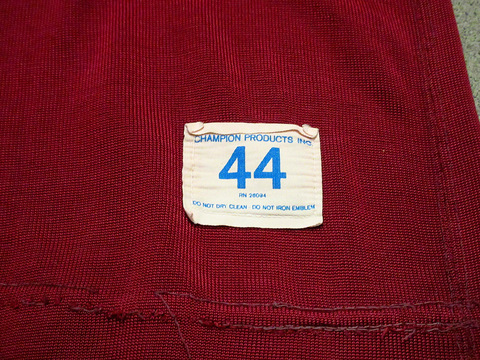 CHAMPION PRODUCTS INC.
44
RN 26094
DO NOT DRY CLEAN · DO NOT IRON EMBLEM